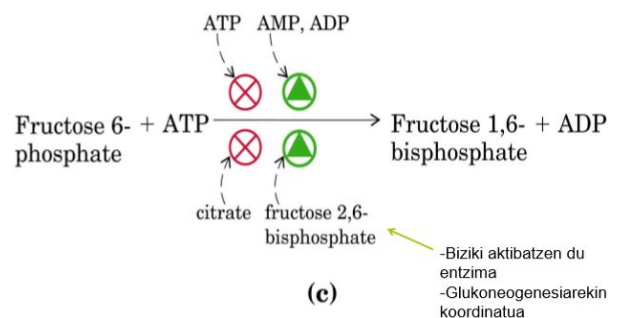 ATP AMP, ADP
Fructose 6- + ATP Fructose 1,6- + ADP
phosphate bisphosphate
citrate fructose 2,6-
bisphosphate
-Biziki aktibatzen du
entzima
-Glukoneogenesiarekin
koordinatua
(c)